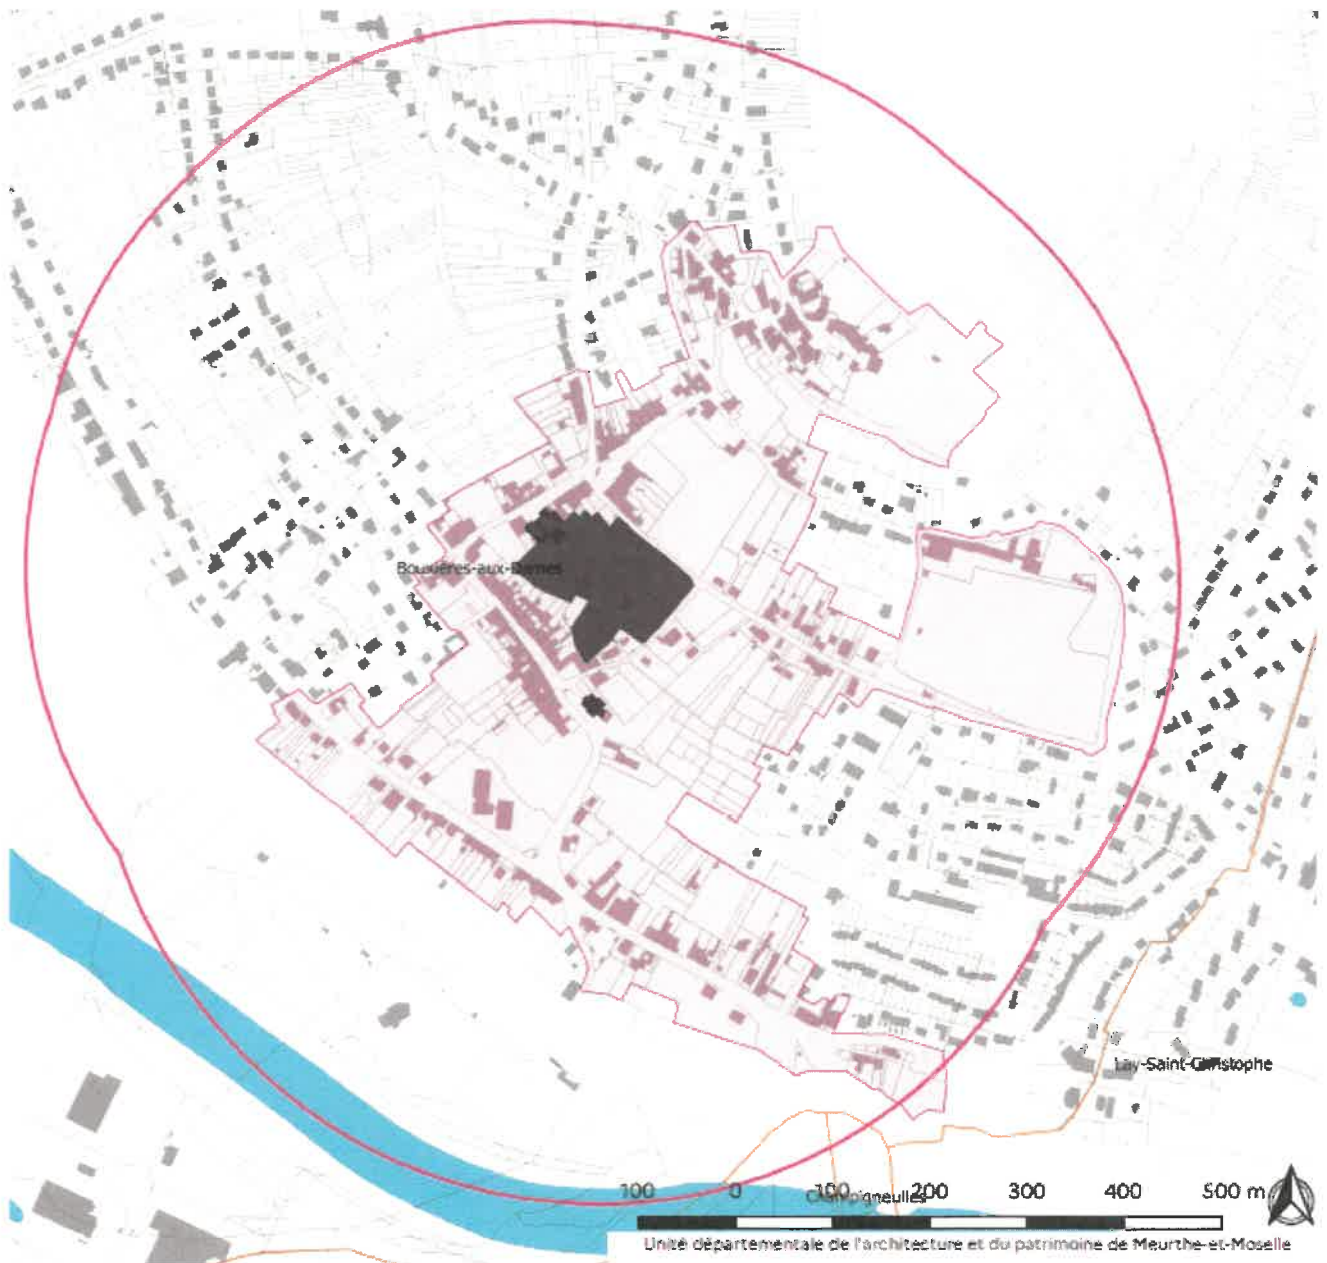 Bouxières-aux-Dames
Lay-Saint-Christophe
100 0 100 200 300 400 500 m
Champigneulles
Unité départementale de l'architecture et du patrimoine de Meurthe-et-Moselle